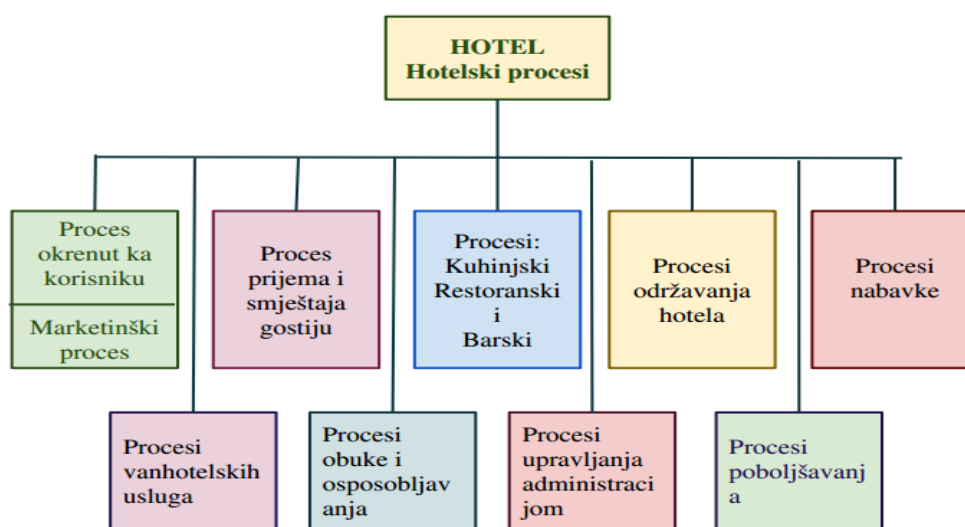 HOTEL
Hotelski procesi
Proces
okrenut ka
korisniku
Marketinški
proces
Proces
prijema i
smještaja
gostiju
Procesi:
Kuhinjski
Restoranski
i
Barski
Procesi
održavanja
hotela
Procesi
nabavke
Procesi
vanhotelskih
usluga
Procesi
obuke i
osposobljav
anja
Procesi
upravljanja
administraci
jom
Procesi
poboljšavanj
a